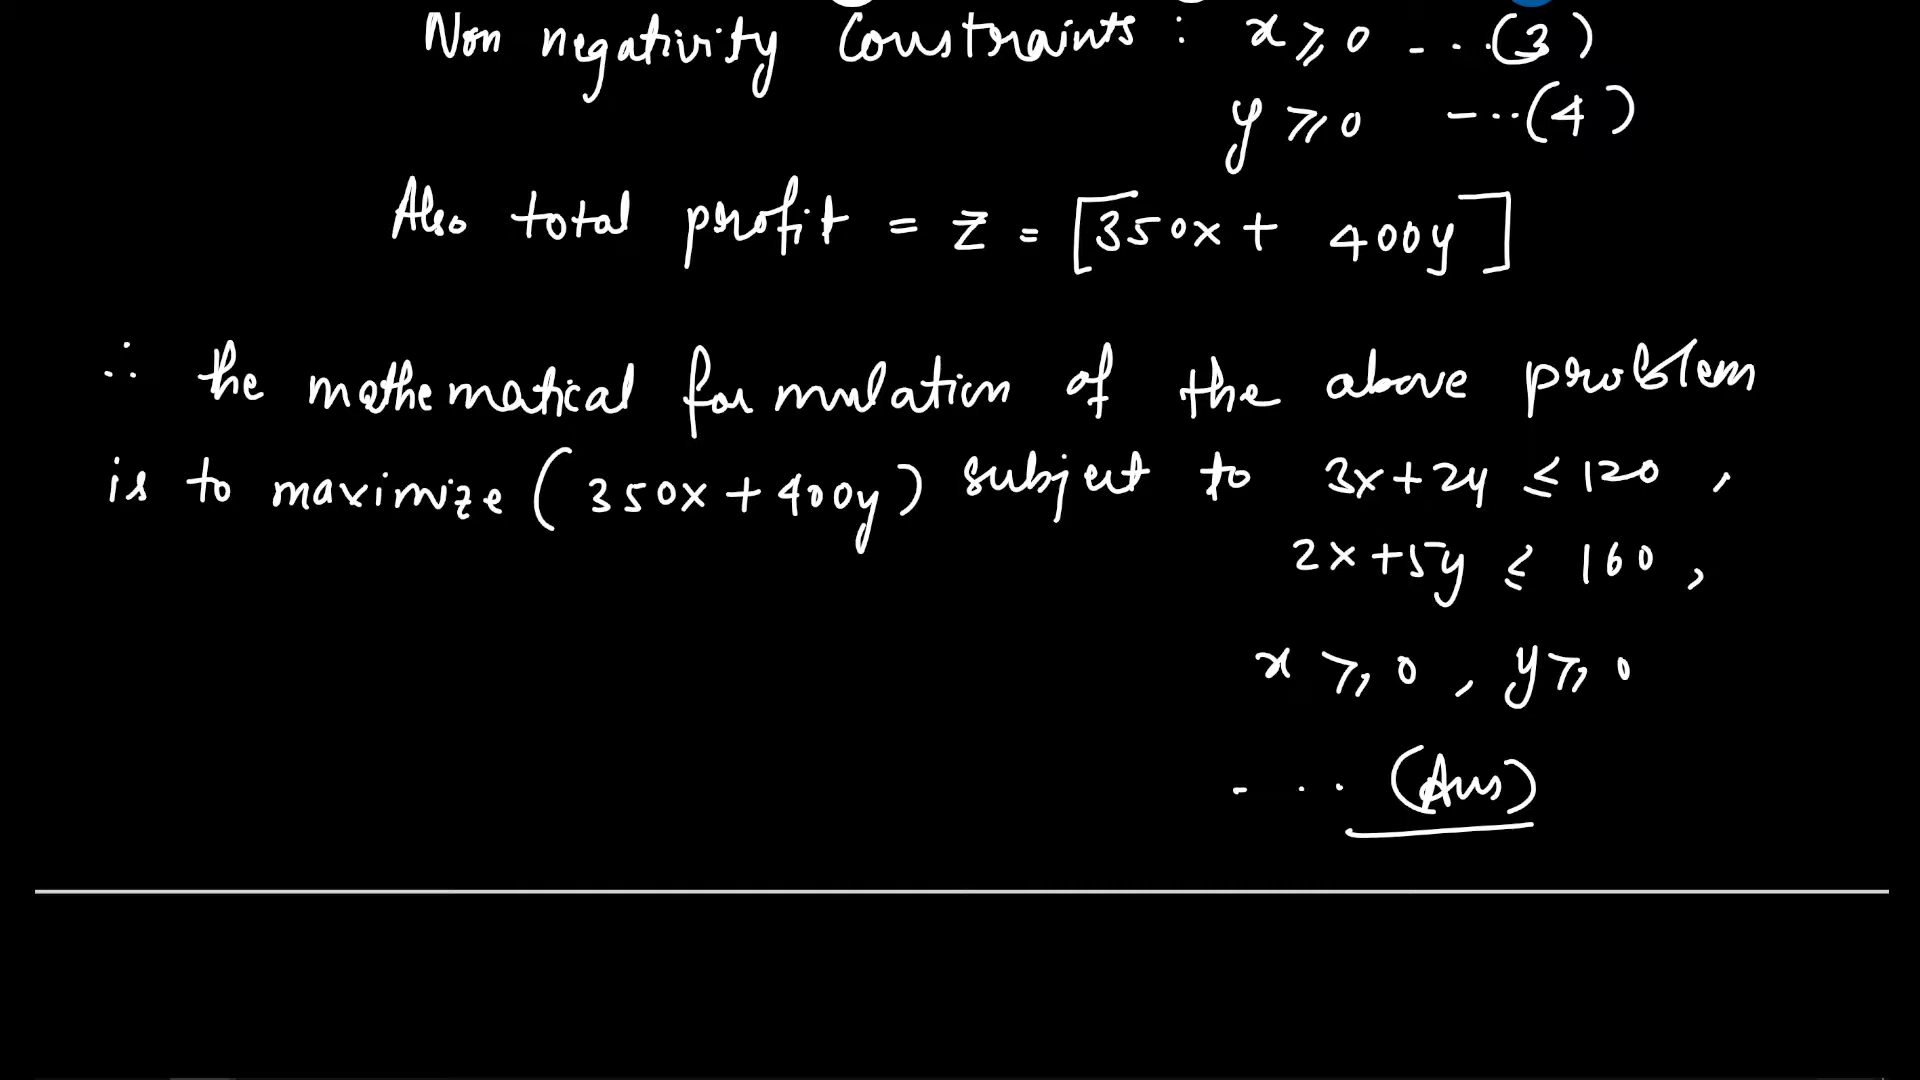 Non negativity Constraints : x ≥ 0 - ..(3)
y ≥ 0 -..(4)
Also total profit = Z = [350x + 400y]
∴ the mathematical formulation of the above problem
is to maximize (350x + 400y) subject to 3x + 2y ≤ 120 ,
2x + 5y ≤ 160 ,
x ≥ 0 , y ≥ 0
- .. (Ans)